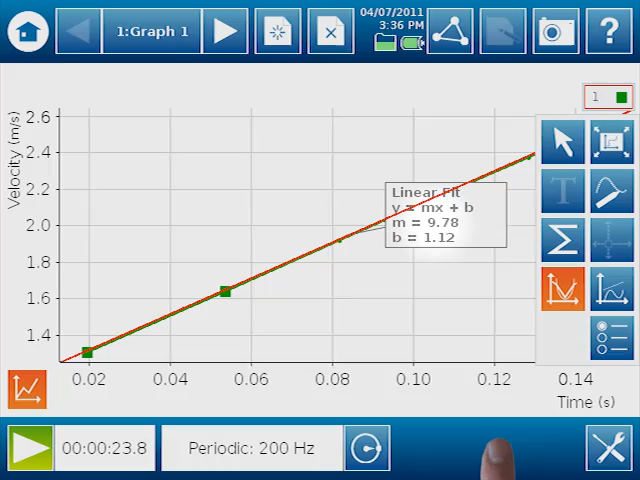 1:Graph 1
04/07/2011
3:36 PM
?
1
Velocity (m/s)
2.6
2.4
2.2
2.0
1.8
1.6
1.4
Linear Fit
y = mx + b
m = 9.78
b = 1.12
T
Σ
0.02
0.04
0.06
0.08
0.10
0.12
0.14
Time (s)
00:00:23.8
Periodic: 200 Hz